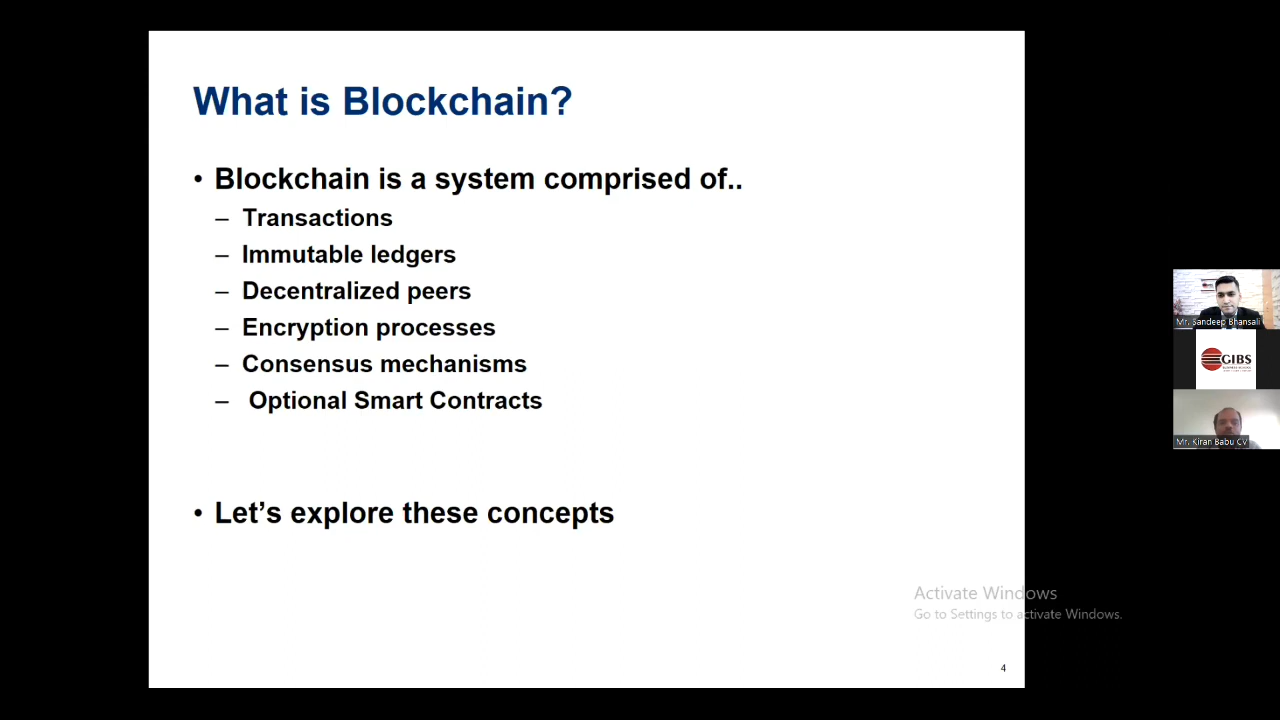 What is Blockchain?
• Blockchain is a system comprised of..
– Transactions
– Immutable ledgers
– Decentralized peers
– Encryption processes
– Consensus mechanisms
– Optional Smart Contracts
• Let’s explore these concepts
Activate Windows
Go to Settings to activate Windows.
4
Mr. Sandeep Bhansali
GIBS
Mr. Kiran Babu CV